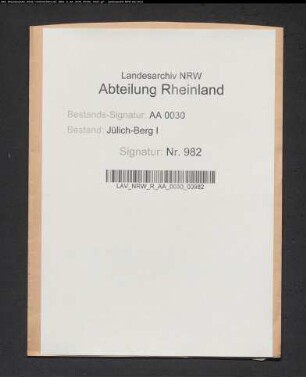 Landesarchiv NRW
Abteilung Rheinland
Bestands-Signatur: AA 0030
Bestand: Jülich-Berg I
Signatur: Nr. 982
LAV_NRW_R_AA_0030_00982